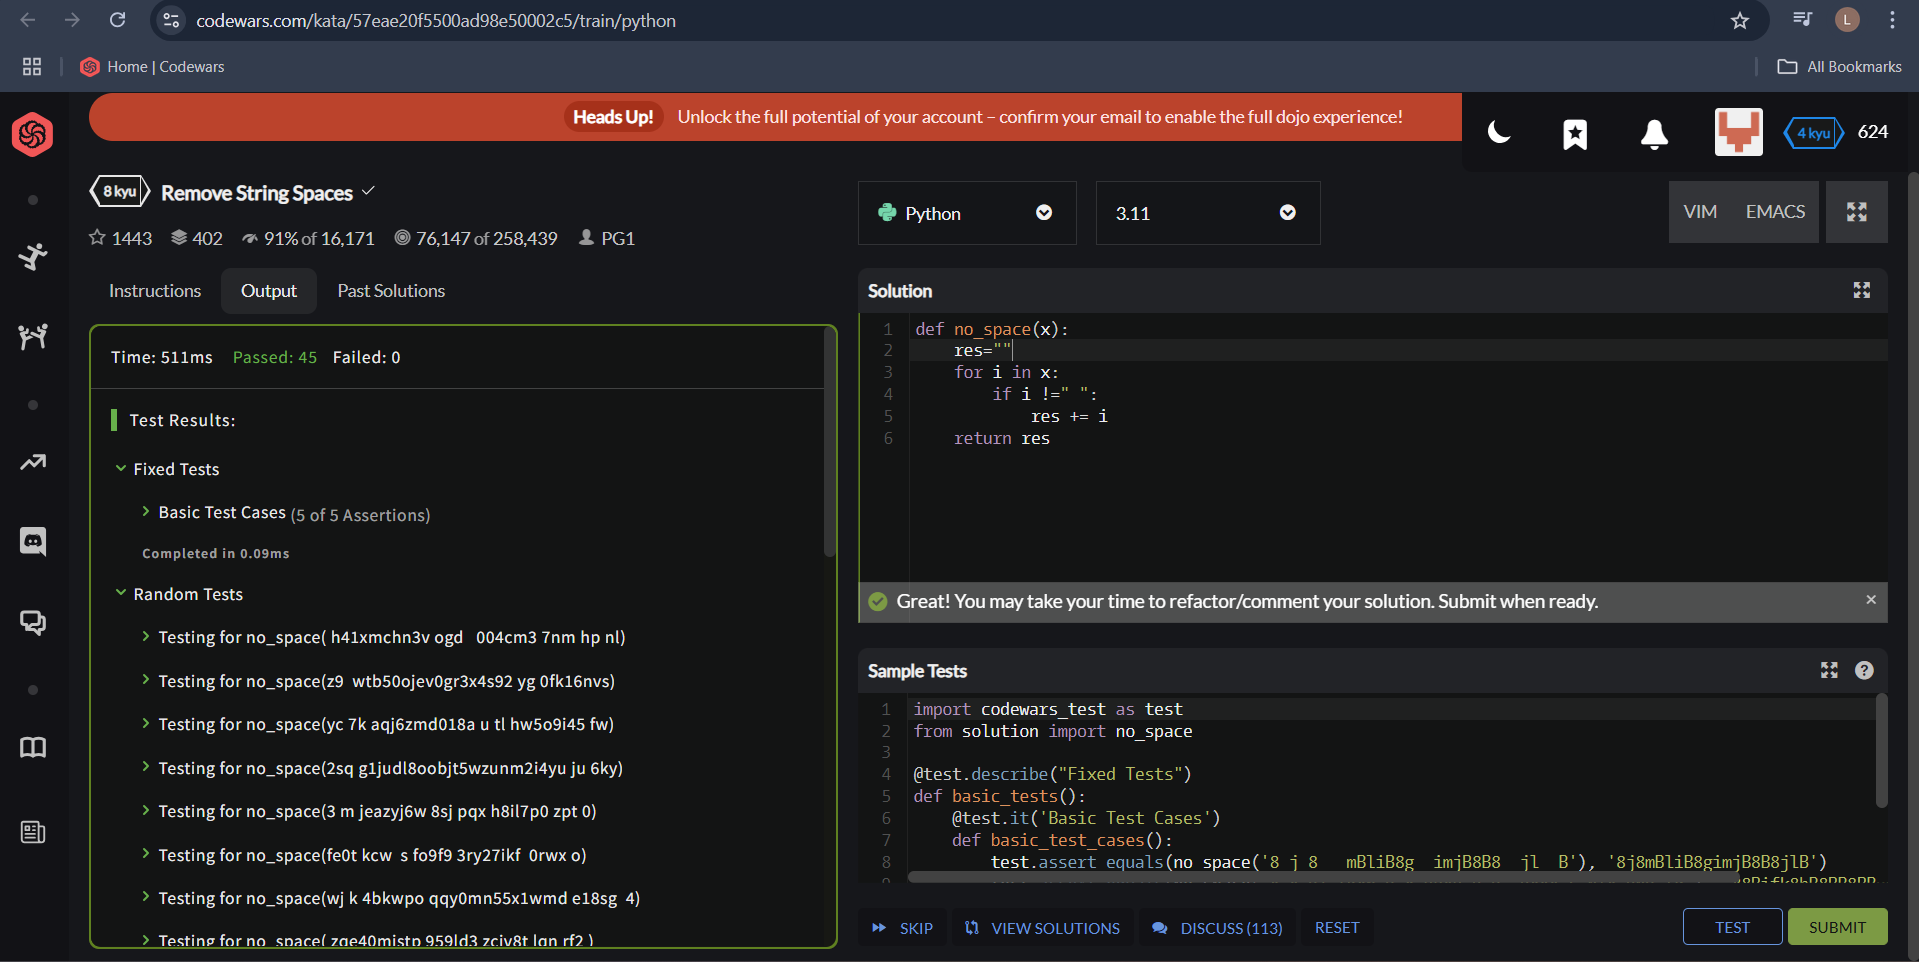 codewars.com/kata/57eae20f5500ad98e50002c5/train/python
L
Home | Codewars
All Bookmarks
Heads Up! Unlock the full potential of your account – confirm your email to enable the full dojo experience!
4 kyu 624
8 kyu Remove String Spaces
1443 402 91% of 16,171 76,147 of 258,439 PG1
Instructions Output Past Solutions
Time: 511ms Passed: 45 Failed: 0
Test Results:
Fixed Tests
Basic Test Cases (5 of 5 Assertions)
Completed in 0.09ms
Random Tests
Testing for no_space( h41xmchn3v ogd   004cm3 7nm hp nl)
Testing for no_space(z9  wtb50ojev0gr3x4s92 yg 0fk16nvs)
Testing for no_space(yc 7k aqj6zmd018a u tl hw5o9i45 fw)
Testing for no_space(2sq g1judl8oobjt5wzunm2i4yu ju 6ky)
Testing for no_space(3 m jeazyj6w 8sj pqx h8il7p0 zpt 0)
Testing for no_space(fe0t kcw  s fo9f9 3ry27ikf  0rwx o)
Testing for no_space(wj k 4bkwpo qqy0mn55x1wmd e18sg  4)
Testing for no_space( zqe40mistp 959ld3 zciv8t lqn rf2 )
Python 3.11 VIM EMACS
Solution
1 def no_space(x):
2     res=""
3     for i in x:
4         if i !=" ":
5             res += i
6     return res
Great! You may take your time to refactor/comment your solution. Submit when ready.
Sample Tests
1 import codewars_test as test
2 from solution import no_space
3
4 @test.describe("Fixed Tests")
5 def basic_tests():
6     @test.it('Basic Test Cases')
7     def basic_test_cases():
8         test.assert_equals(no_space('8 j 8   mBliB8g  imjB8B8  jl  B'), '8j8mBliB8gimjB8B8jlB')
SKIP VIEW SOLUTIONS DISCUSS (113) RESET TEST SUBMIT